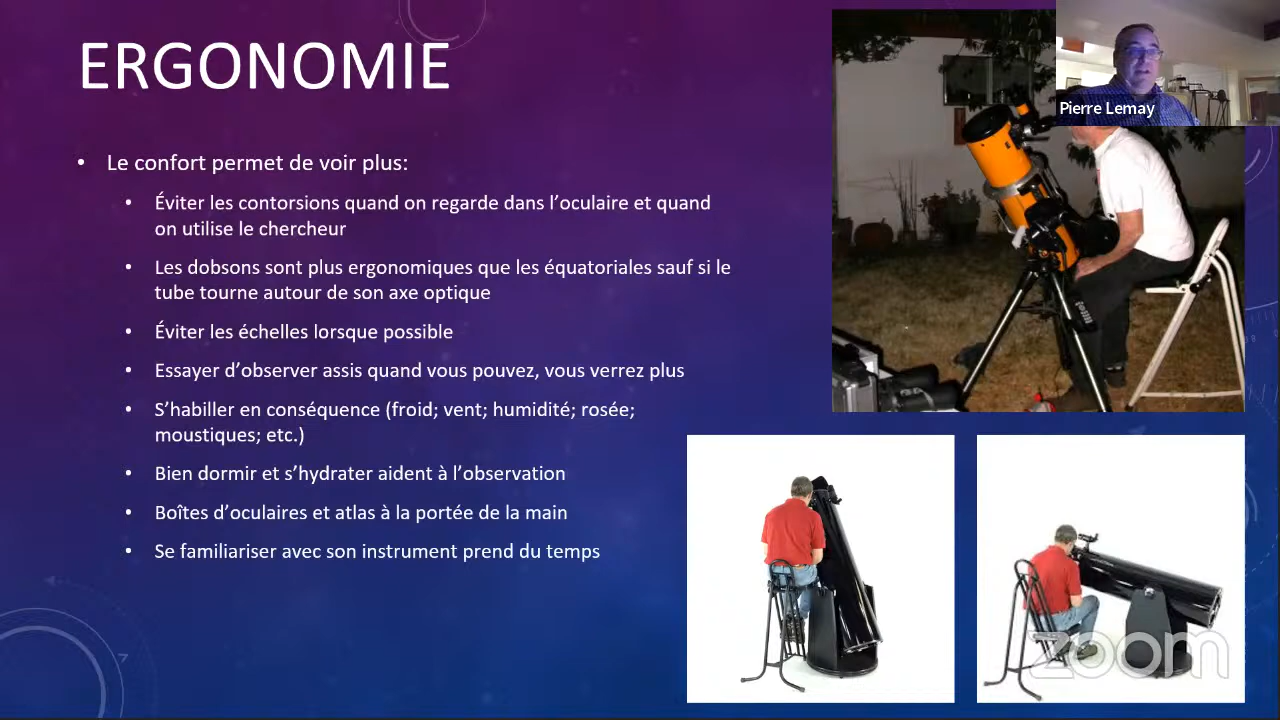 ERGONOMIE
Pierre Lemay
• Le confort permet de voir plus:
• Éviter les contorsions quand on regarde dans l’oculaire et quand
on utilise le chercheur
• Les dobsons sont plus ergonomiques que les équatoriales sauf si le
tube tourne autour de son axe optique
• Éviter les échelles lorsque possible
• Essayer d’observer assis quand vous pouvez, vous verrez plus
• S’habiller en conséquence (froid; vent; humidité; rosée;
moustiques; etc.)
• Bien dormir et s’hydrater aident à l’observation
• Boîtes d’oculaires et atlas à la portée de la main
• Se familiariser avec son instrument prend du temps
zoom